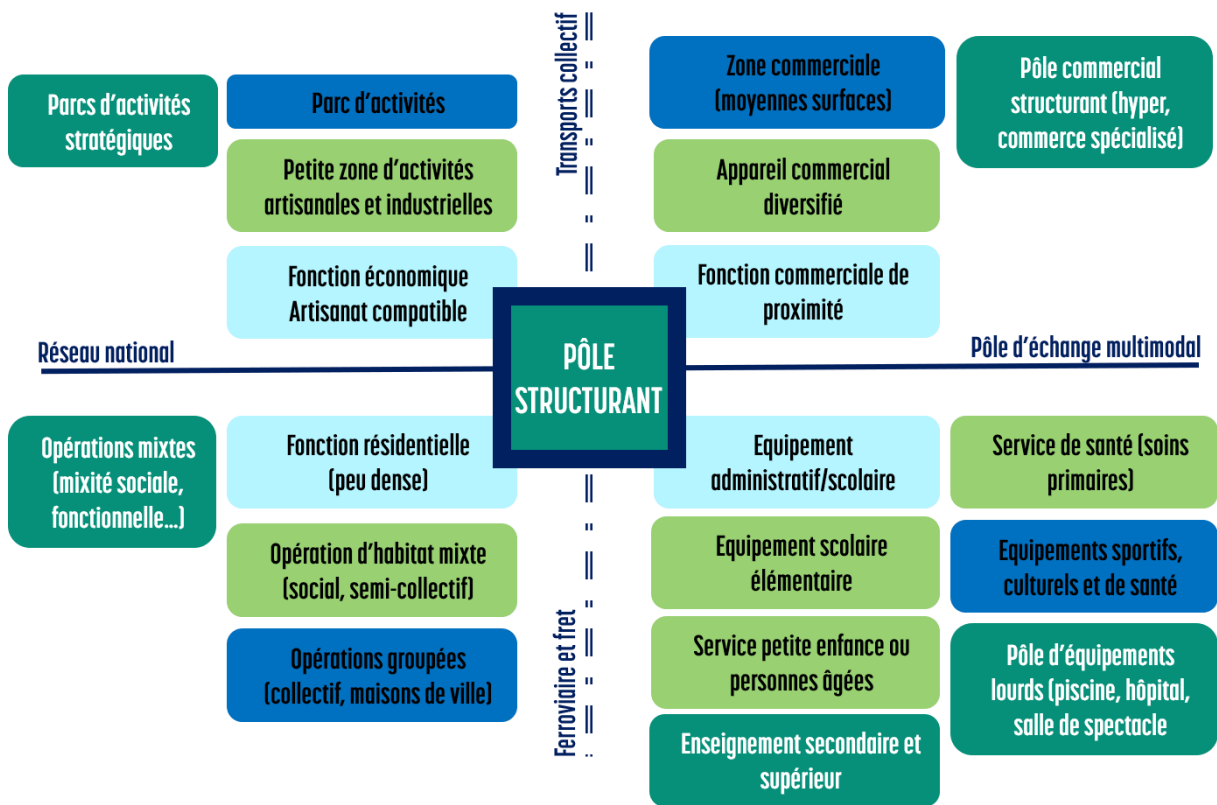 Transports collectif
Parcs d'activités
stratégiques
Parc d'activités
Petite zone d'activités
artisanales et industrielles
Fonction économique
Artisanat compatible
Zone commerciale
(moyennes surfaces)
Pôle commercial
structurant (hyper,
commerce spécialisé)
Appareil commercial
diversifié
Fonction commerciale de
proximité
Réseau national
PÔLE
STRUCTURANT
Pôle d'échange multimodal
Opérations mixtes
(mixité sociale,
fonctionnelle...)
Fonction résidentielle
(peu dense)
Opération d'habitat mixte
(social, semi-collectif)
Opérations groupées
(collectif, maisons de ville)
Ferroviaire et fret
Equipement
administratif/scolaire
Service de santé (soins
primaires)
Equipement scolaire
élémentaire
Equipements sportifs,
culturels et de santé
Service petite enfance ou
personnes âgées
Pôle d'équipements
lourds (piscine, hôpital,
salle de spectacle
Enseignement secondaire et
supérieur